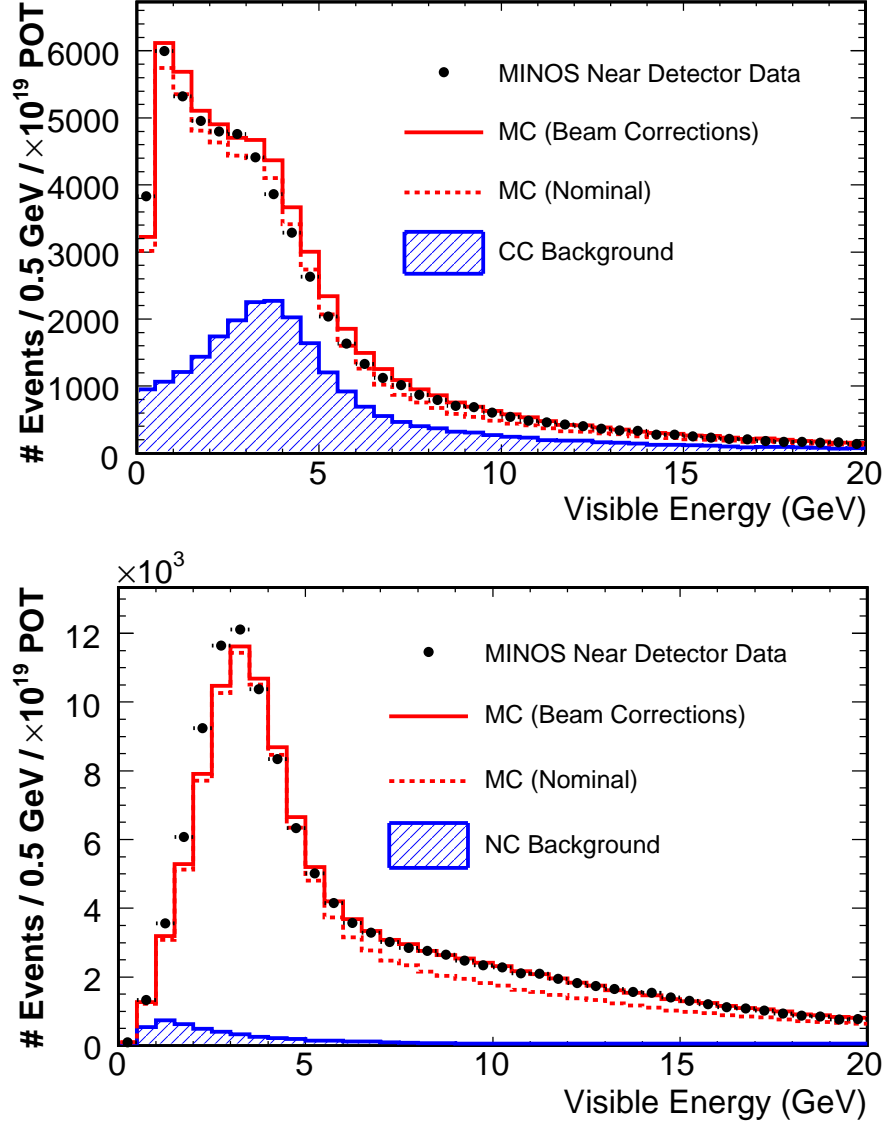 # Events / 0.5 GeV / ×10¹⁹ POT
6000
5000
4000
3000
2000
1000
0
MINOS Near Detector Data
MC (Beam Corrections)
MC (Nominal)
CC Background
0 5 10 15 20
Visible Energy (GeV)
×10³
# Events / 0.5 GeV / ×10¹⁹ POT
12
10
8
6
4
2
0
MINOS Near Detector Data
MC (Beam Corrections)
MC (Nominal)
NC Background
0 5 10 15 20
Visible Energy (GeV)